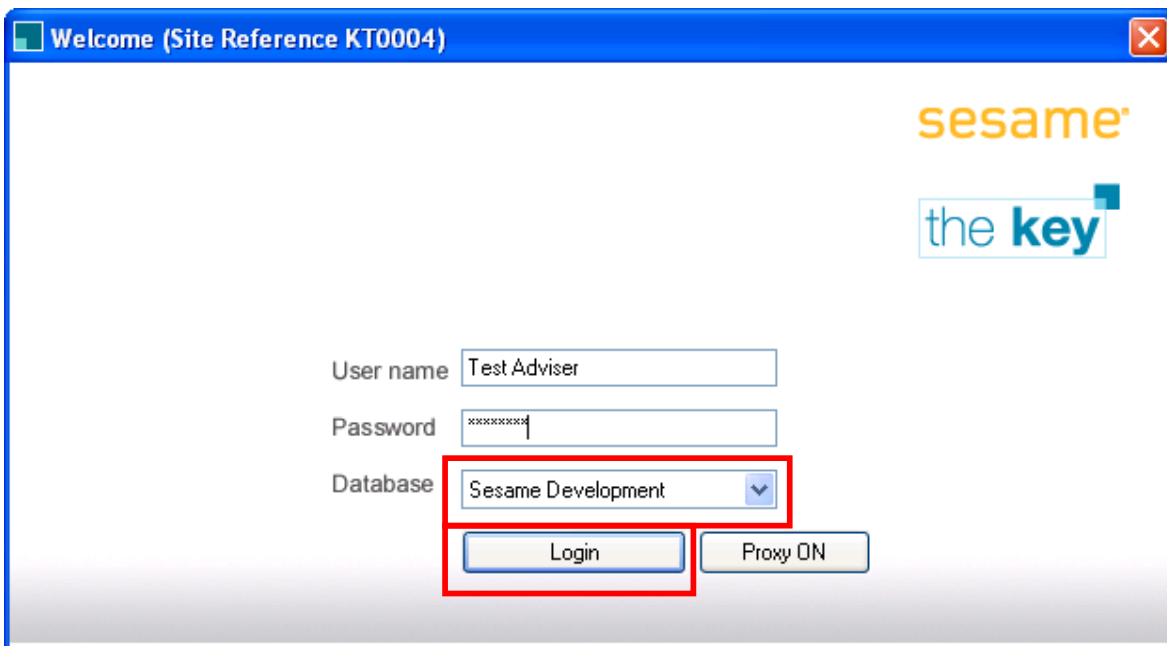 Welcome (Site Reference KT0004)
sesame
the key
User name Test Adviser
Password ********
Database Sesame Development
Login Proxy ON